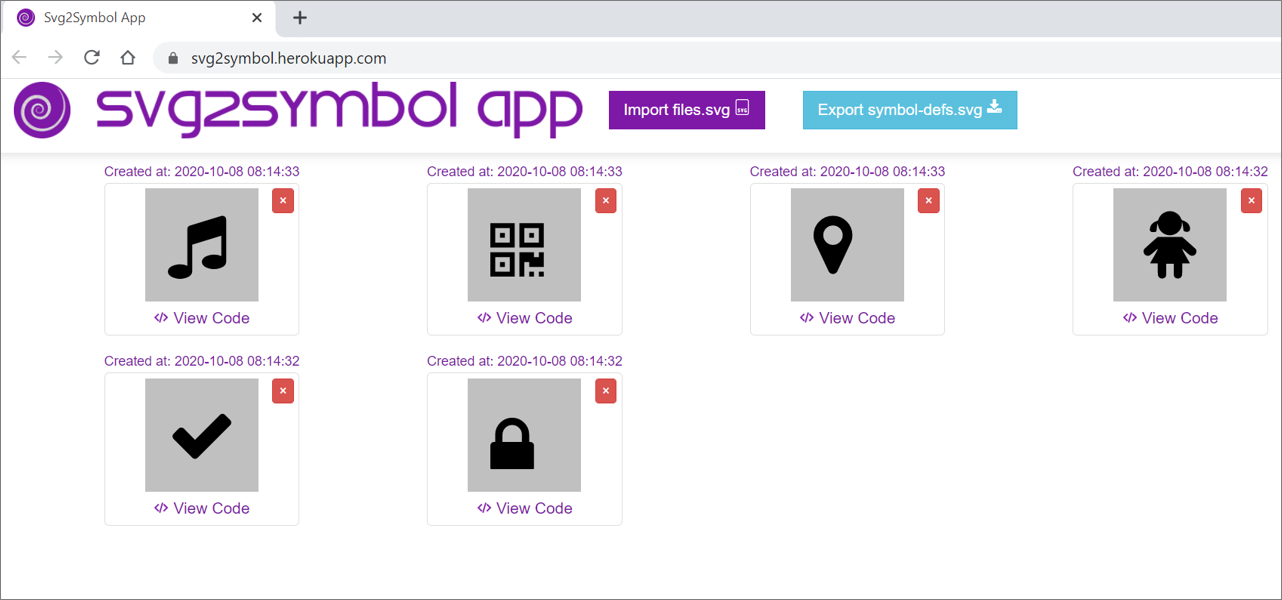 Svg2Symbol App
svg2symbol.herokuapp.com
svg2symbol app
Import files.svg
SVG
Export symbol-defs.svg
Created at: 2020-10-08 08:14:33
Created at: 2020-10-08 08:14:33
Created at: 2020-10-08 08:14:33
Created at: 2020-10-08 08:14:32
View Code
View Code
View Code
View Code
Created at: 2020-10-08 08:14:32
Created at: 2020-10-08 08:14:32
View Code
View Code